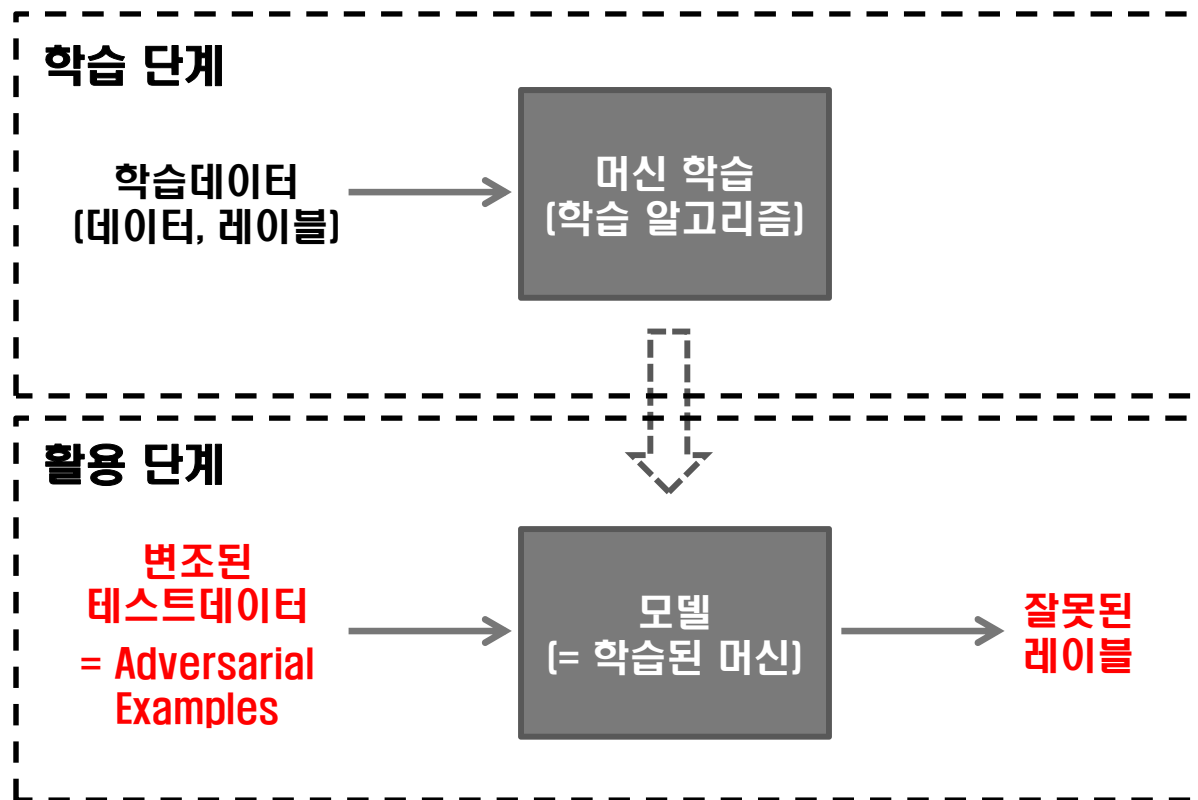 학습 단계
학습데이터
(데이터, 레이블)
머신 학습
(학습 알고리즘)
활용 단계
변조된
테스트데이터
= Adversarial
Examples
모델
(= 학습된 머신)
잘못된
레이블